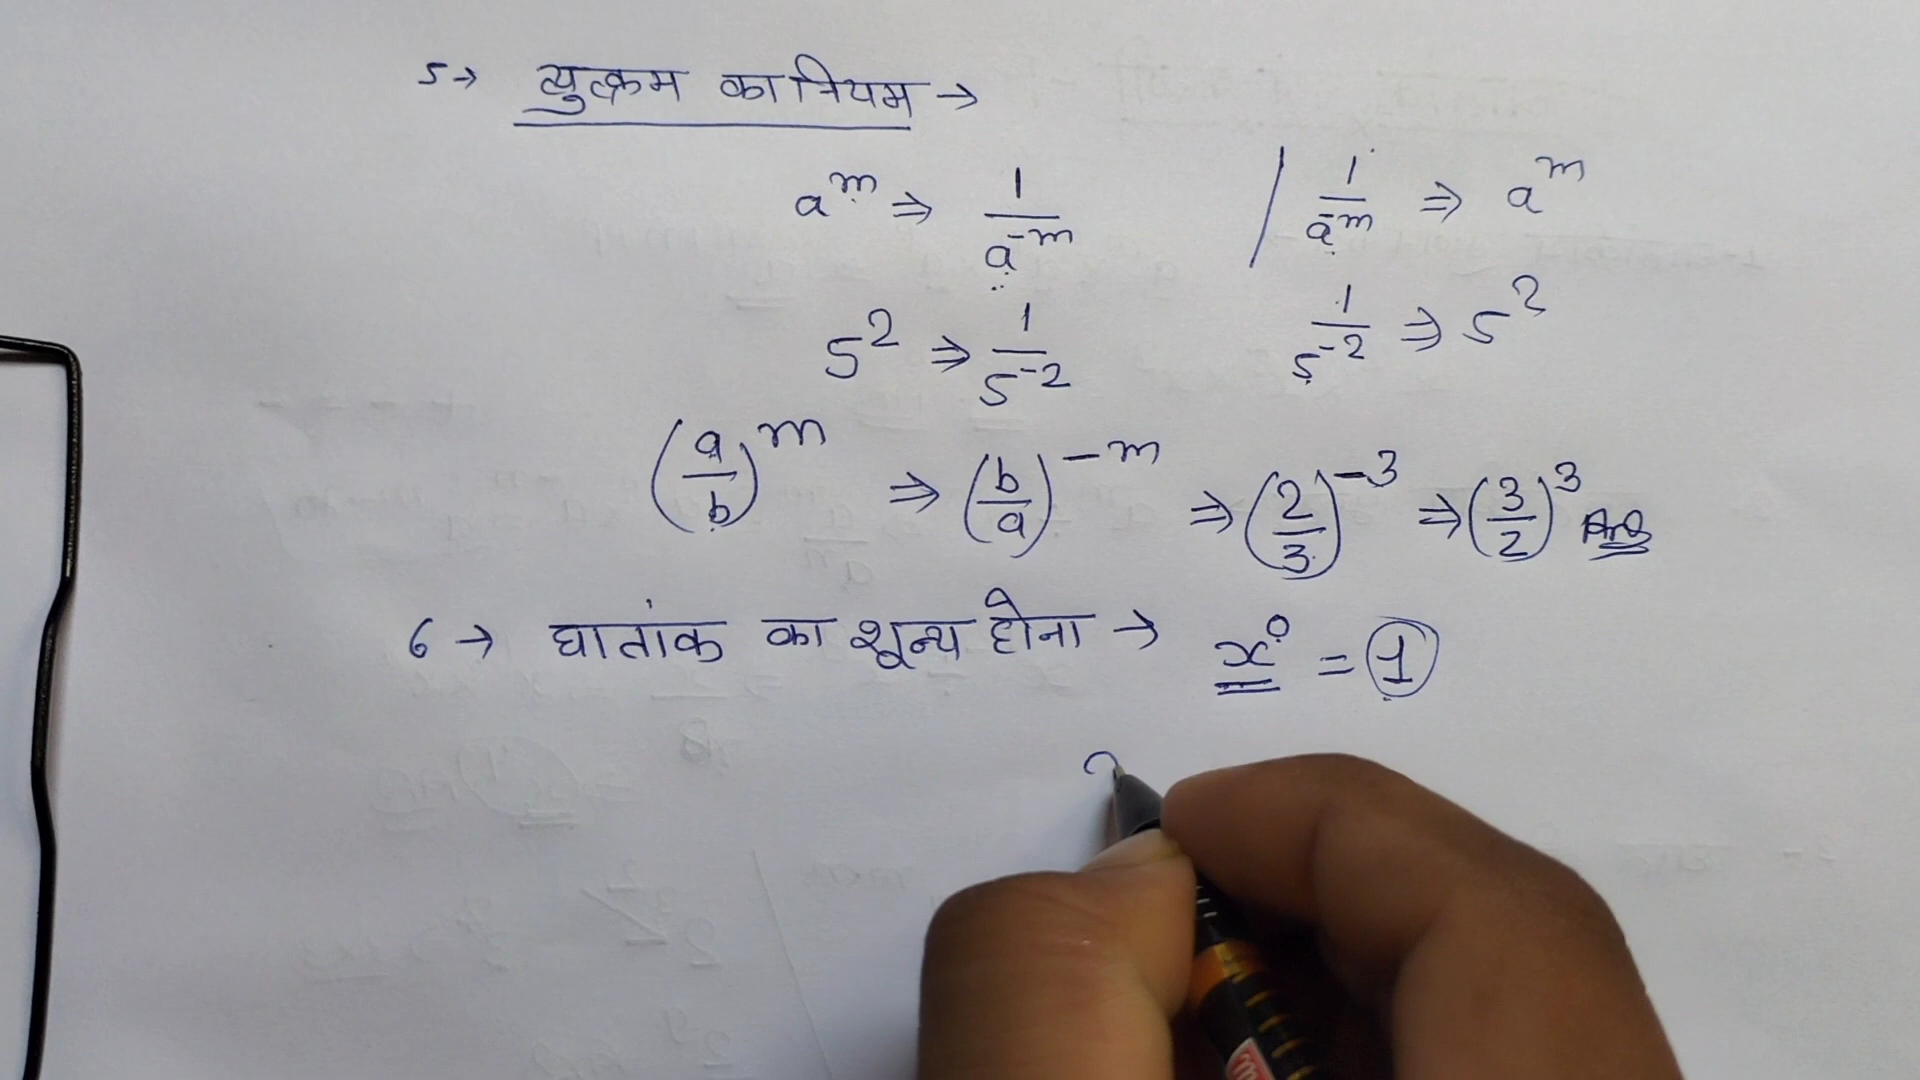 5→ व्युत्क्रम का नियम →
a^m ⇒ 1/a^-m / 1/a^-m ⇒ a^m
5^2 ⇒ 1/5^-2 1/5^-2 ⇒ 5^2
(a/b)^m ⇒ (b/a)^-m ⇒ (2/3)^-3 ⇒ (3/2)^3 Ans
6 → घातांक का शून्य होना → x^0 = 1